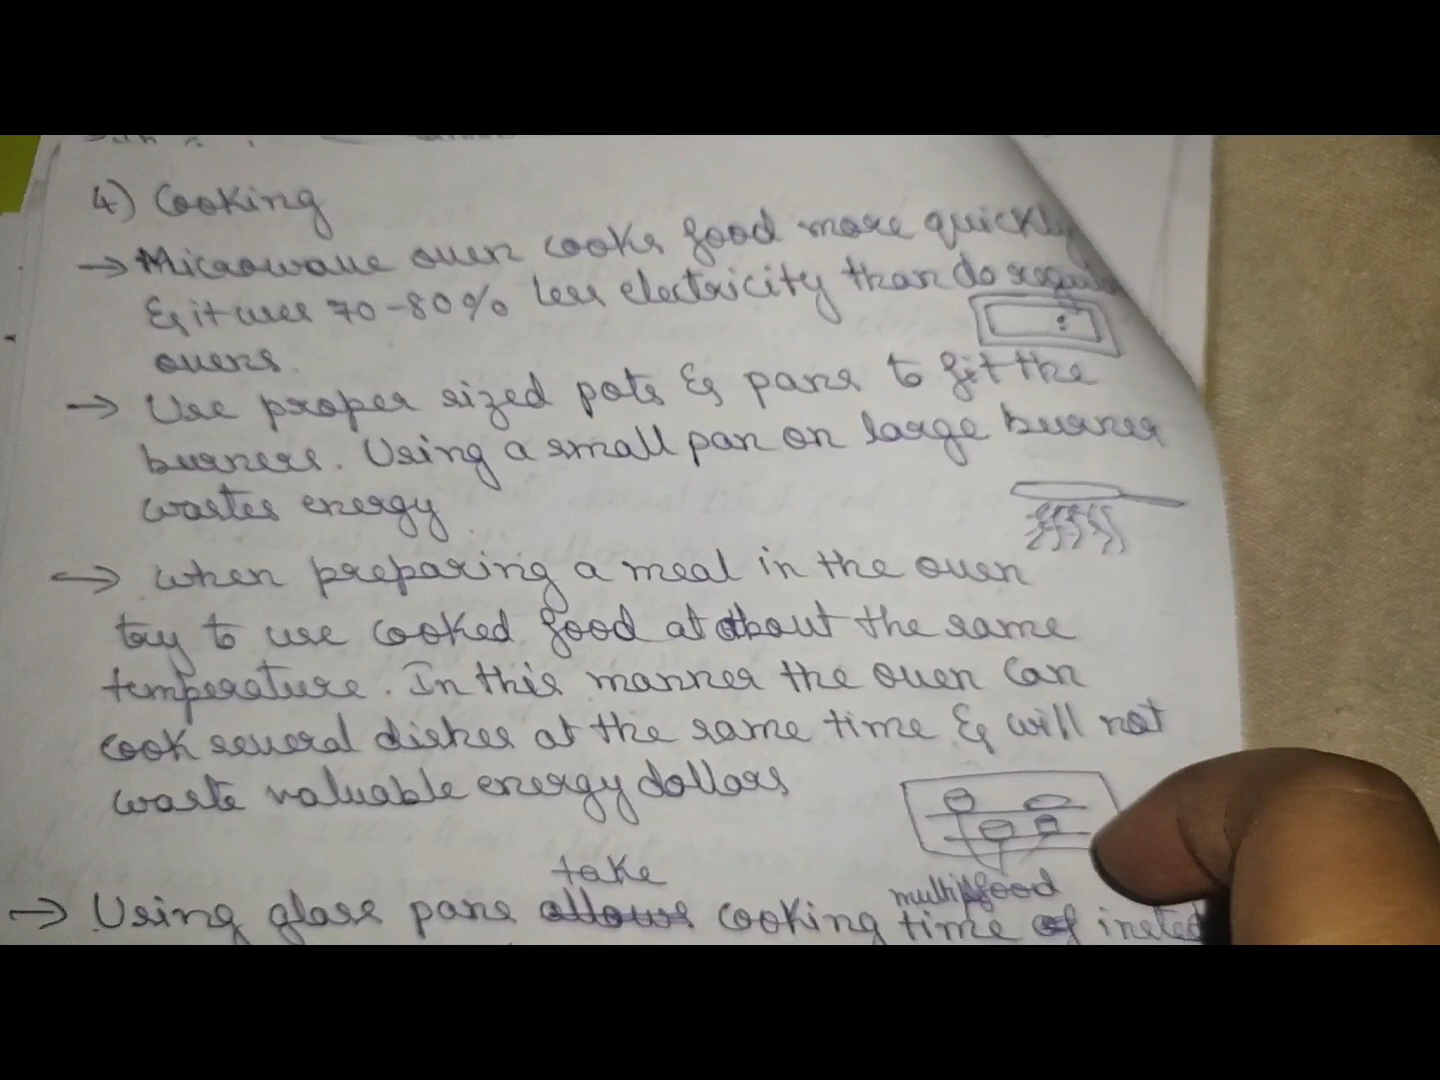 4) Cooking
→ Microwave oven cooks food more quickly
& it uses 70-80% less electricity than do regular
ovens.
→ Use proper sized pots & pans to fit the
burners. Using a small pan on large burner
wastes energy
→ when preparing a meal in the oven
try to use cooked food at about the same
temperature. In this manner the oven can
cook several dishes at the same time & will not
waste valuable energy dollars
multi food
take
→ Using glass pans allows cooking time of insted